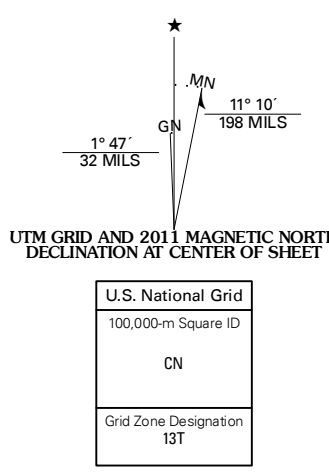 ★
MN
GN
11° 10´
198 MILS
1° 47´
32 MILS
UTM GRID AND 2011 MAGNETIC NORTH
DECLINATION AT CENTER OF SHEET
U.S. National Grid
100,000-m Square ID
CN
Grid Zone Designation
13T